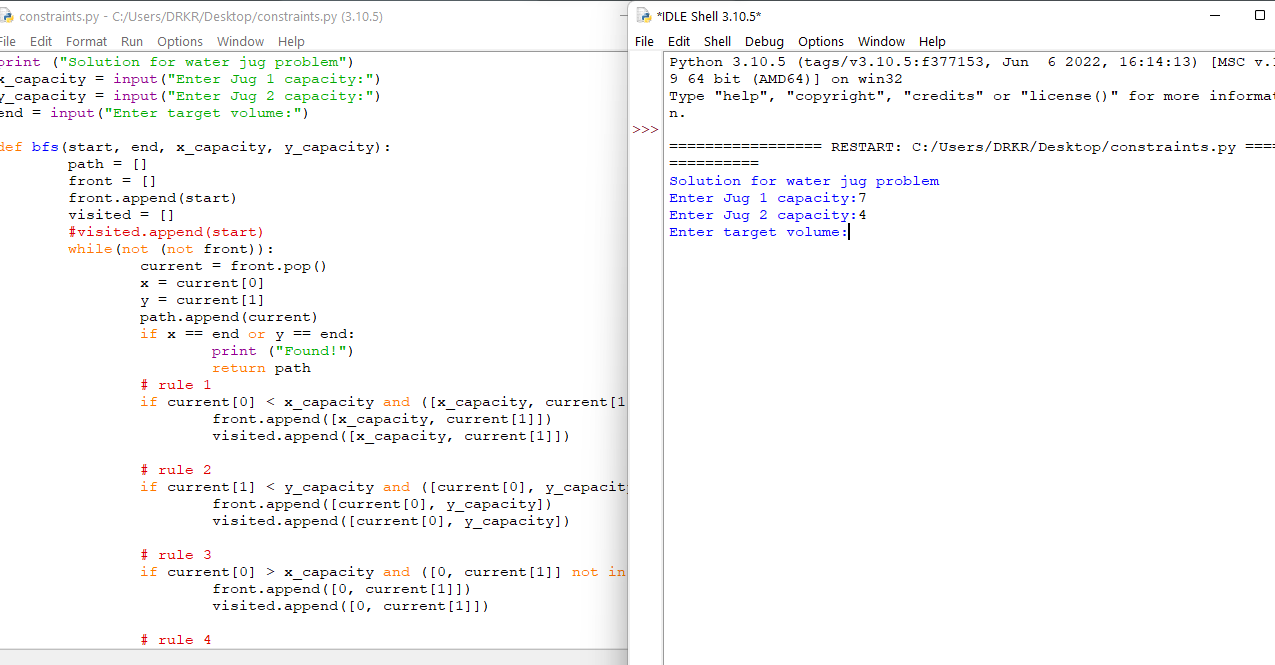 constraints.py - C:/Users/DRKR/Desktop/constraints.py (3.10.5)
File Edit Format Run Options Window Help
print ("Solution for water jug problem")
x_capacity = input("Enter Jug 1 capacity:")
y_capacity = input("Enter Jug 2 capacity:")
end = input("Enter target volume:")
def bfs(start, end, x_capacity, y_capacity):
path = []
front = []
front.append(start)
visited = []
#visited.append(start)
while(not (not front)):
current = front.pop()
x = current[0]
y = current[1]
path.append(current)
if x == end or y == end:
print ("Found!")
return path
# rule 1
if current[0] < x_capacity and ([x_capacity, current[1
front.append([x_capacity, current[1]])
visited.append([x_capacity, current[1]])
# rule 2
if current[1] < y_capacity and ([current[0], y_capacit
front.append([current[0], y_capacity])
visited.append([current[0], y_capacity])
# rule 3
if current[0] > x_capacity and ([0, current[1]] not in
front.append([0, current[1]])
visited.append([0, current[1]])
# rule 4
*IDLE Shell 3.10.5*
File Edit Shell Debug Options Window Help
Python 3.10.5 (tags/v3.10.5:f377153, Jun  6 2022, 16:14:13) [MSC v.1
9 64 bit (AMD64)] on win32
Type "help", "copyright", "credits" or "license()" for more informat
n.
>>>
================= RESTART: C:/Users/DRKR/Desktop/constraints.py ====
==========
Solution for water jug problem
Enter Jug 1 capacity:7
Enter Jug 2 capacity:4
Enter target volume: